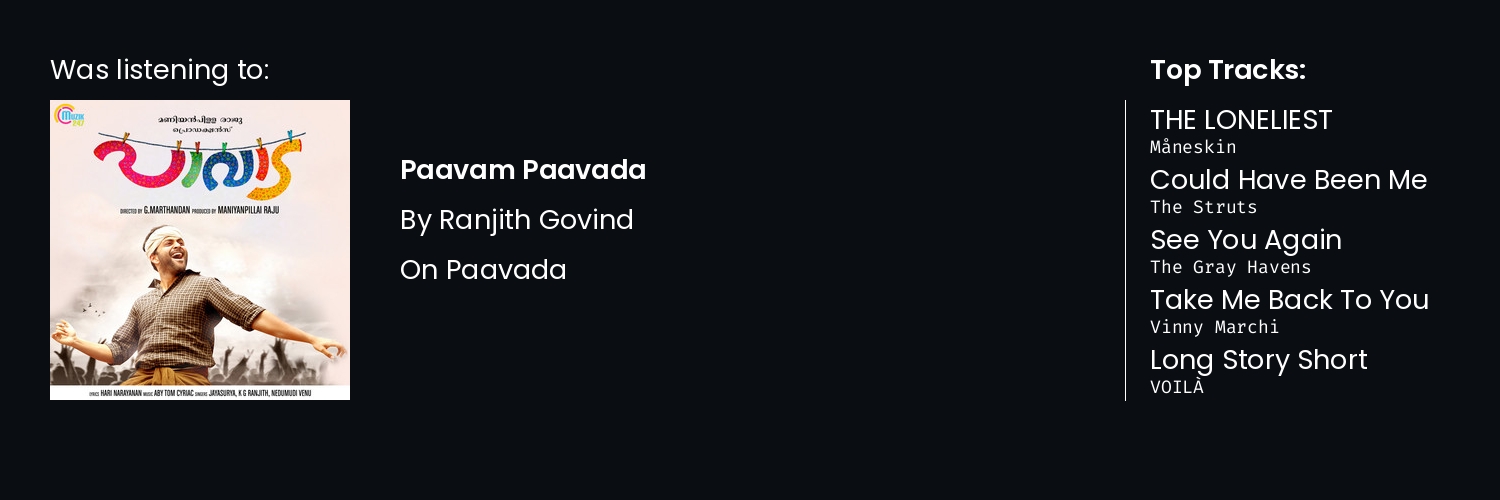 Was listening to:
MUZIK
247
മണിയൻപിള്ള രാജു
പ്രൊഡക്ഷൻസ്
പാവാട
DIRECTED BY G.MARTHANDAN PRODUCED BY MANIYANPILLAI RAJU
LYRICS HARI NARAYANAN MUSIC ABY TOM CYRIAC SINGERS JAYASURYA, K G RANJITH, NEDUMUDI VENU
Paavam Paavada
By Ranjith Govind
On Paavada
Top Tracks:
THE LONELIEST
Måneskin
Could Have Been Me
The Struts
See You Again
The Gray Havens
Take Me Back To You
Vinny Marchi
Long Story Short
VOILÀ